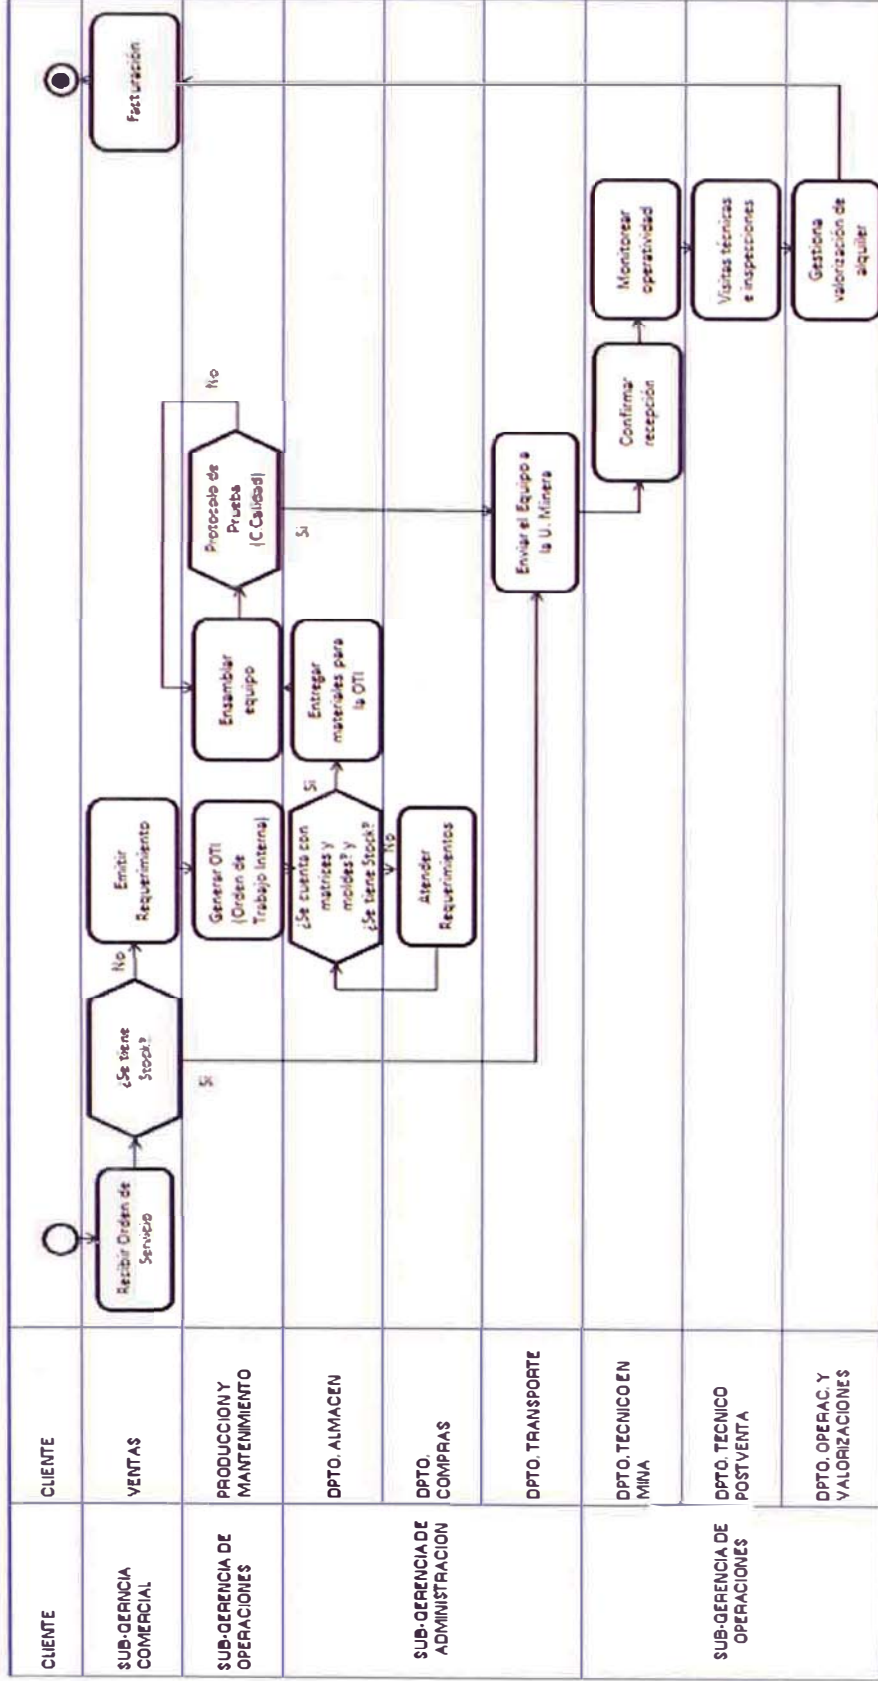 CLIENTE
CLIENTE
SUB-GERNCIA
COMERCIAL
VENTAS
Recibir Orden de
Servicio
¿Se tiene
Stock?
No
Si
Emitir
Requerimiento
Facturación
SUB-GERENCIA DE
OPERACIONES
PRODUCCION Y
MANTENIMIENTO
Generar OTI
(Orden de
Trabajo Interna)
Ensamblar
equipo
Protocolo de
Prueba
(C.Calidad)
No
Si
SUB-GERENCIA DE
ADMINISTRACION
DPTO. ALMACEN
¿Se cuenta con
matrices y
moldes? y
¿Se tiene Stock?
Si
No
Entregar
materiales para
la OTI
DPTO.
COMPRAS
Atender
Requerimientos
DPTO. TRANSPORTE
Enviar el Equipo a
la U. Minera
SUB-GERENCIA DE
OPERACIONES
DPTO. TECNICO EN
MINA
Confirmar
recepción
Monitorear
operatividad
DPTO. TECNICO
POSTVENTA
Visitas técnicas
e inspecciones
DPTO. OPERAC. Y
VALORIZACIONES
Gestiona
valorización de
alquiler